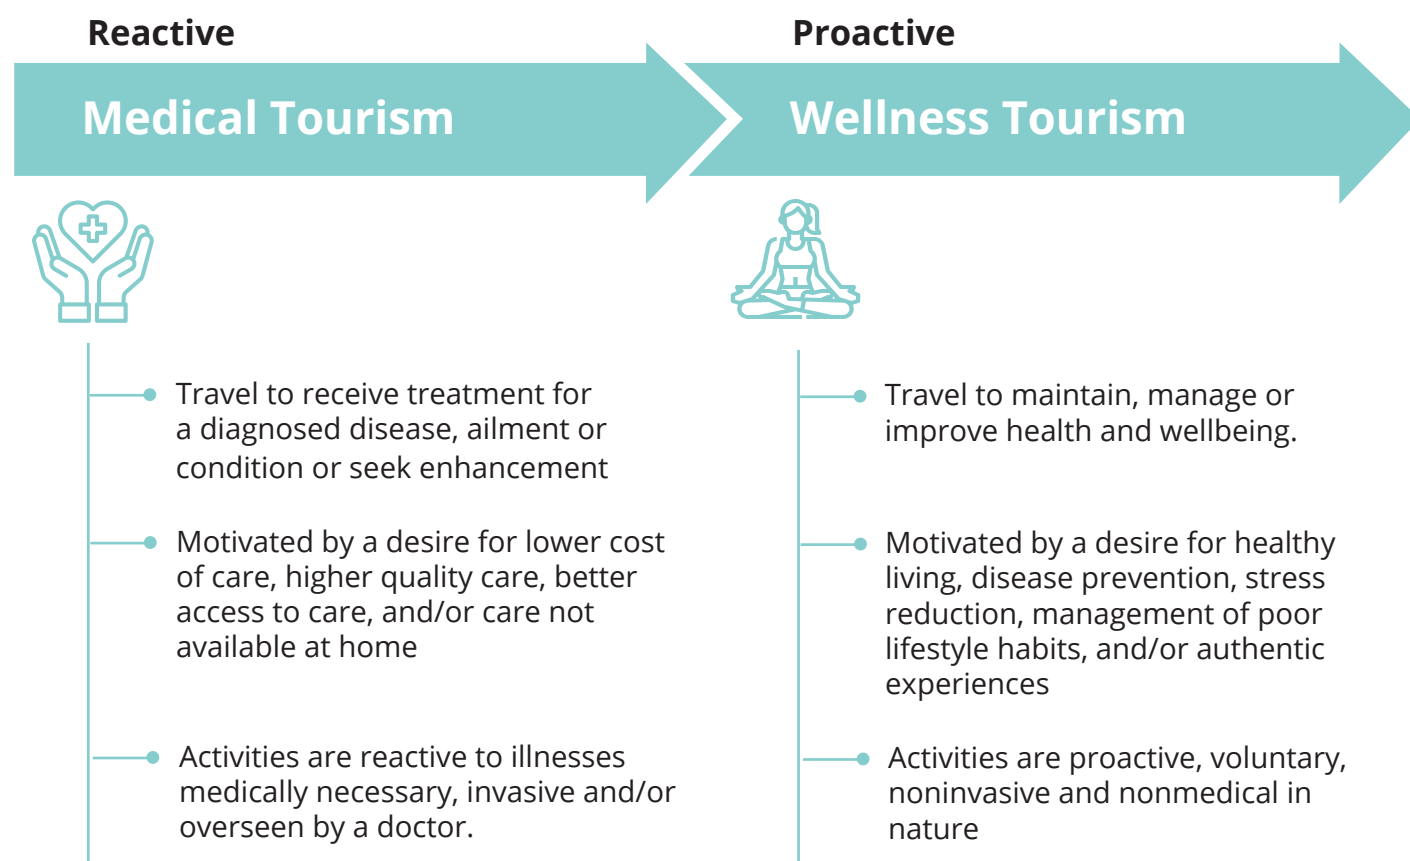 Reactive
Medical Tourism
Travel to receive treatment for
a diagnosed disease, ailment or
condition or seek enhancement
Motivated by a desire for lower cost
of care, higher quality care, better
access to care, and/or care not
available at home
Activities are reactive to illnesses
medically necessary, invasive and/or
overseen by a doctor.
Proactive
Wellness Tourism
Travel to maintain, manage or
improve health and wellbeing.
Motivated by a desire for healthy
living, disease prevention, stress
reduction, management of poor
lifestyle habits, and/or authentic
experiences
Activities are proactive, voluntary,
noninvasive and nonmedical in
nature